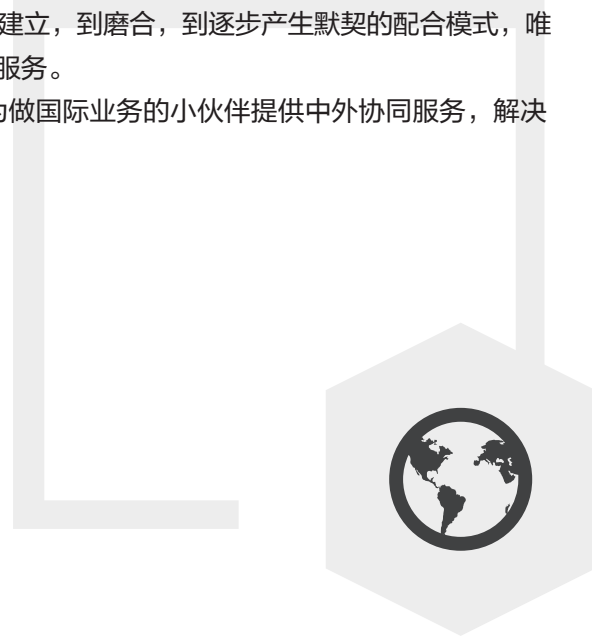 建立，到磨合，到逐步产生默契的配合模式，唯
服务。
做国际业务的小伙伴提供中外协同服务，解决